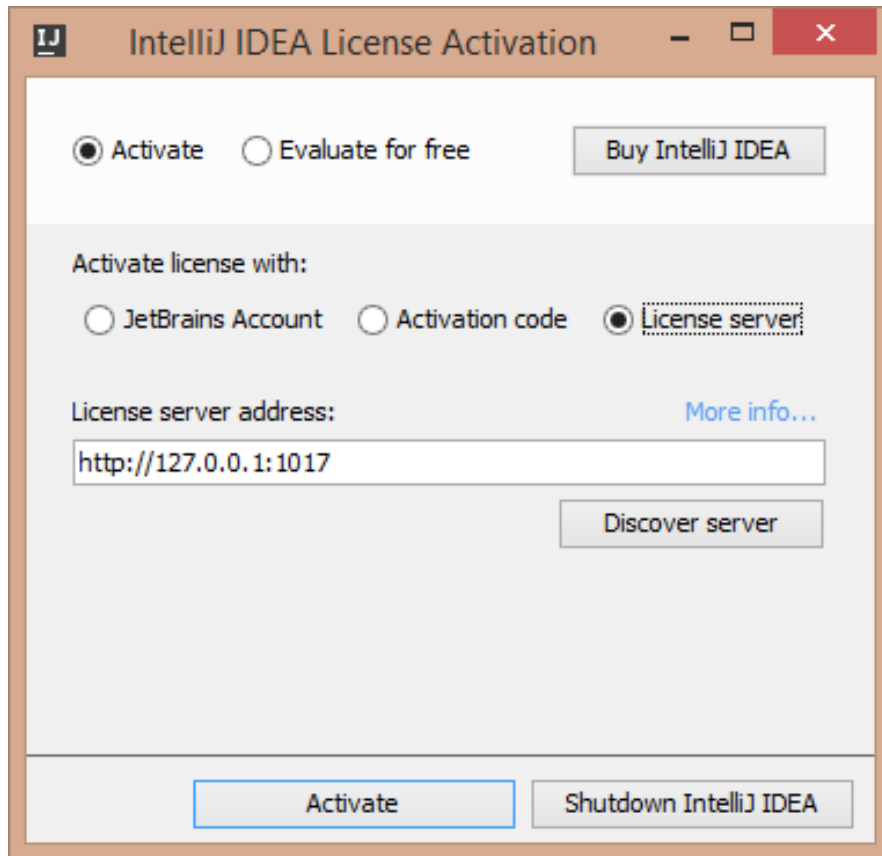 IJ IntelliJ IDEA License Activation
Activate Evaluate for free Buy IntelliJ IDEA
Activate license with:
JetBrains Account Activation code License server
License server address: More info...
http://127.0.0.1:1017
Discover server
Activate Shutdown IntelliJ IDEA